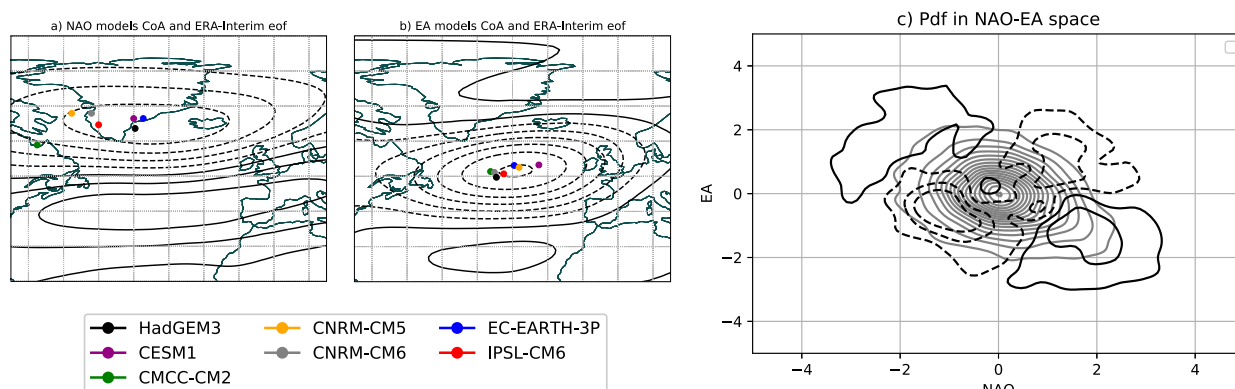 a) NAO models CoA and ERA-Interim eof
b) EA models CoA and ERA-Interim eof
c) Pdf in NAO-EA space
4
2
0
−2
−4
EA
−4
−2
0
2
4
NAO
HadGEM3
CNRM-CM5
EC-EARTH-3P
CESM1
CNRM-CM6
IPSL-CM6
CMCC-CM2